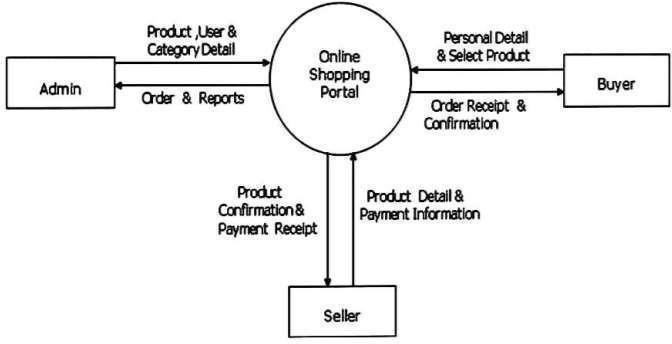 Product ,User &
Category Detail
Admin
Order & Reports
Online
Shopping
Portal
Personal Detail
& Select Product
Buyer
Order Receipt &
Confirmation
Product
Confirmation &
Payment Receipt
Product Detail &
Payment Information
Seller